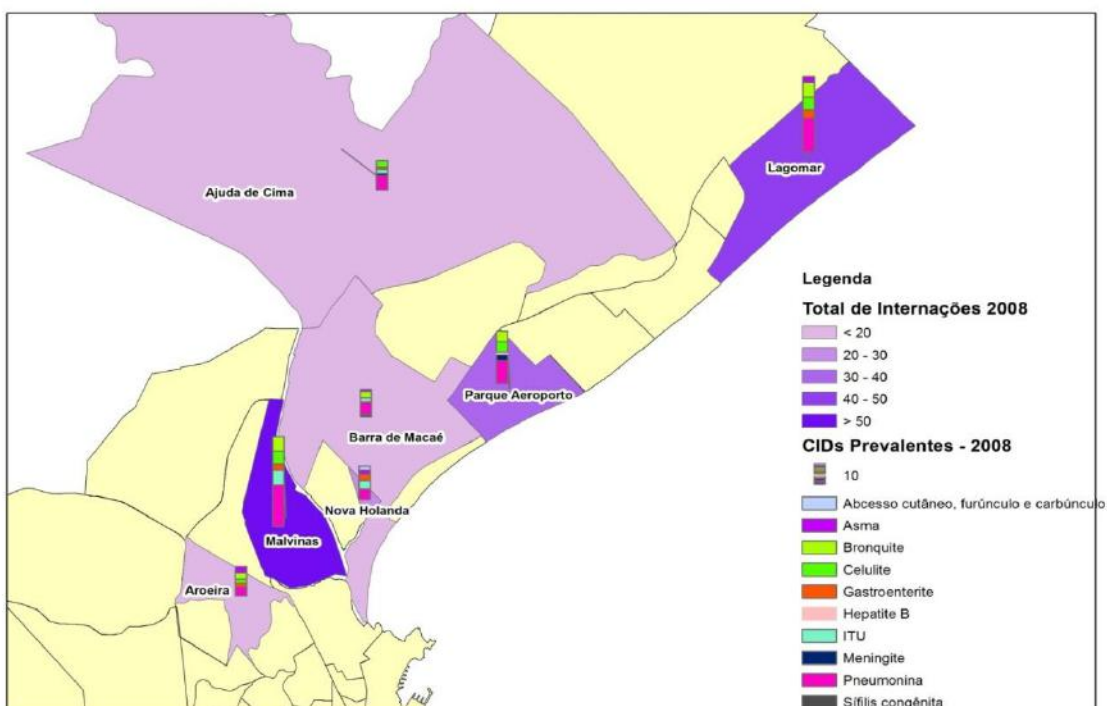 Lagomar
Ajuda de Cima
Parque Aeroporto
Barra de Macaé
Nova Holanda
Malvinas
Aroeira
Legenda
Total de Internações 2008
< 20
20 - 30
30 - 40
40 - 50
> 50
CIDs Prevalentes - 2008
10
Abcesso cutâneo, furúnculo e carbúnculo
Asma
Bronquite
Celulite
Gastroenterite
Hepatite B
ITU
Meningite
Pneumonina
Sífilis congênita